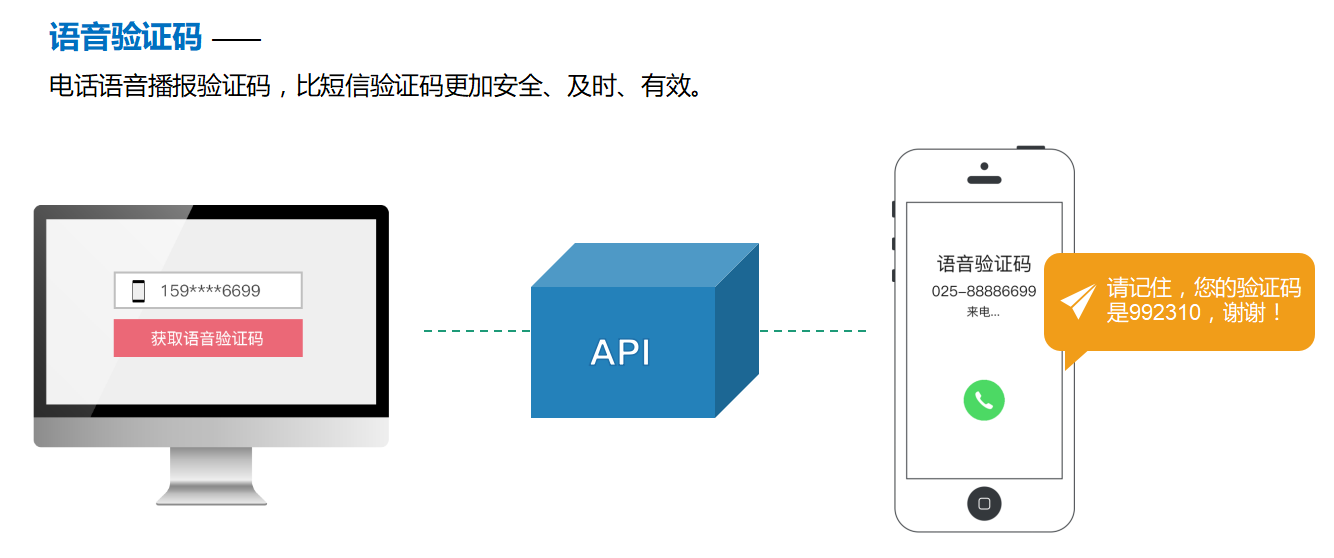 语音验证码 ——
电话语音播报验证码，比短信验证码更加安全、及时、有效。
159****6699
获取语音验证码
API
语音验证码
025-88886699
来电...
请记住，您的验证码
是992310，谢谢！